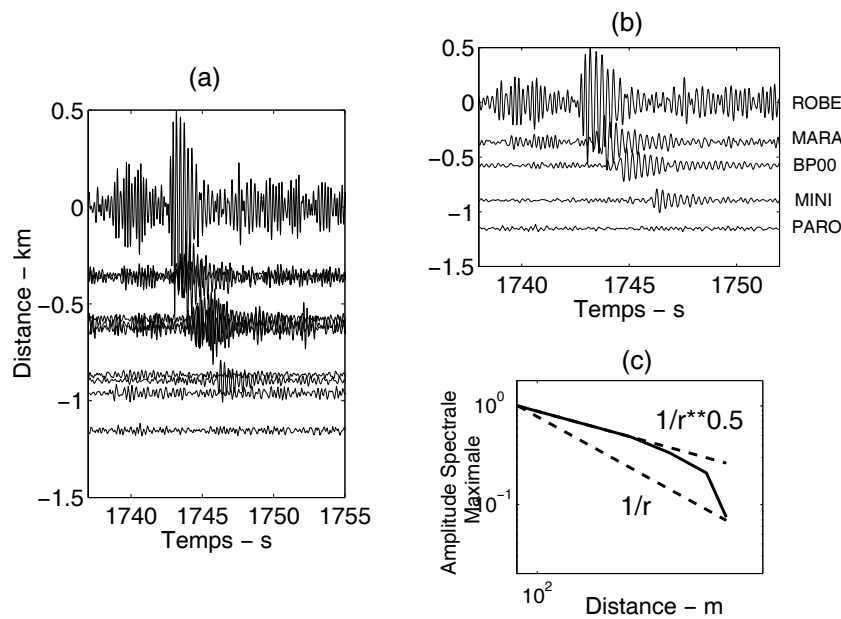 (a)
0.5
0
−0.5
−1
−1.5
Distance − km
1740
1745
1750
1755
Temps − s
(b)
0.5
0
−0.5
−1
−1.5
ROBE
MARA
BP00
MINI
PARO
1740
1745
1750
Temps − s
(c)
Amplitude Spectrale
Maximale
10^0
10^−1
1/r**0.5
1/r
10^2
Distance − m